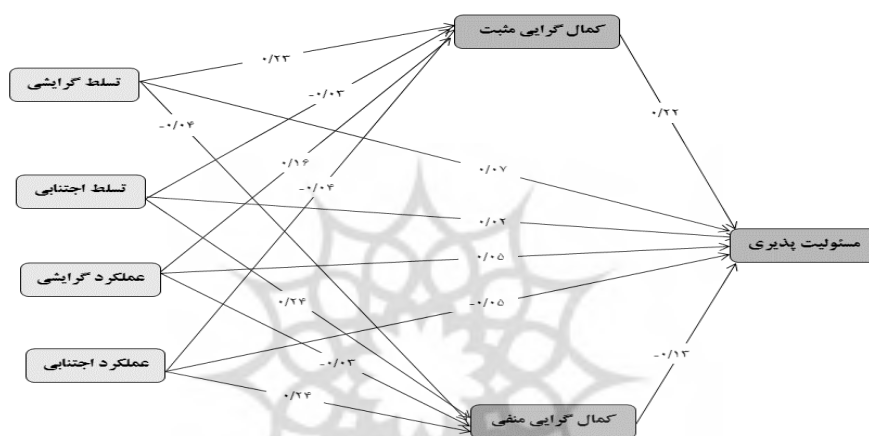 کمال گرایی مثبت
۰/۲۳
تسلط گرایشی
-۰/۰۳
۰/۲۲
-۰/۰۴
۰/۱۶
۰/۰۷
تسلط اجتنابی
-۰/۰۴
۰/۰۲
مسئولیت پذیری
عملکرد گرایشی
۰/۰۵
۰/۲۴
-۰/۰۵
عملکرد اجتنابی
-۰/۰۳
-۰/۱۳
۰/۲۴
کمال گرایی منفی